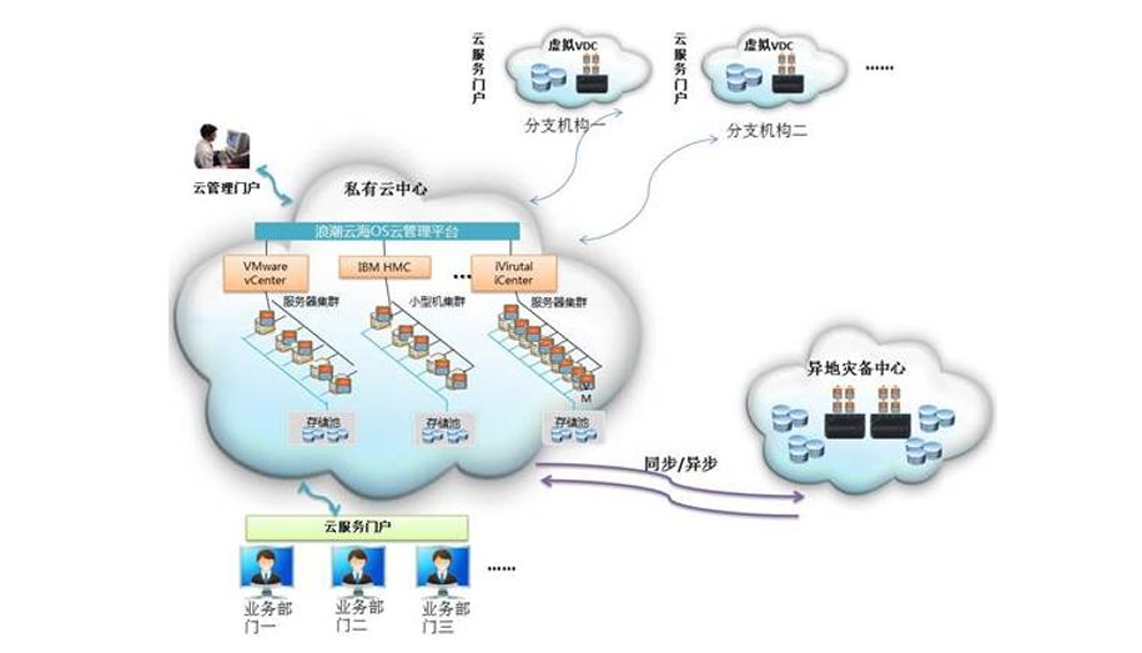 云服务门户
虚拟VDC
云服务门户
虚拟VDC
......
分支机构一
分支机构二
云管理门户
私有云中心
浪潮云海OS云管理平台
VMware
vCenter
IBM HMC
...
iVirutal
iCenter
服务器集群
小型机集群
服务器集群
VM
存储池
存储池
存储池
异地灾备中心
同步/异步
云服务门户
......
业务部
门一
业务部
门二
业务部
门三